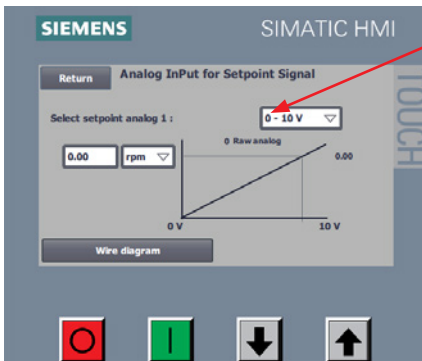 SIEMENS
SIMATIC HMI
TOUCH
Return
Analog InPut for Setpoint Signal
Select setpoint analog 1 :
0 - 10 V
0.00
rpm
0 Raw analog
0.00
0 V
10 V
Wire diagram